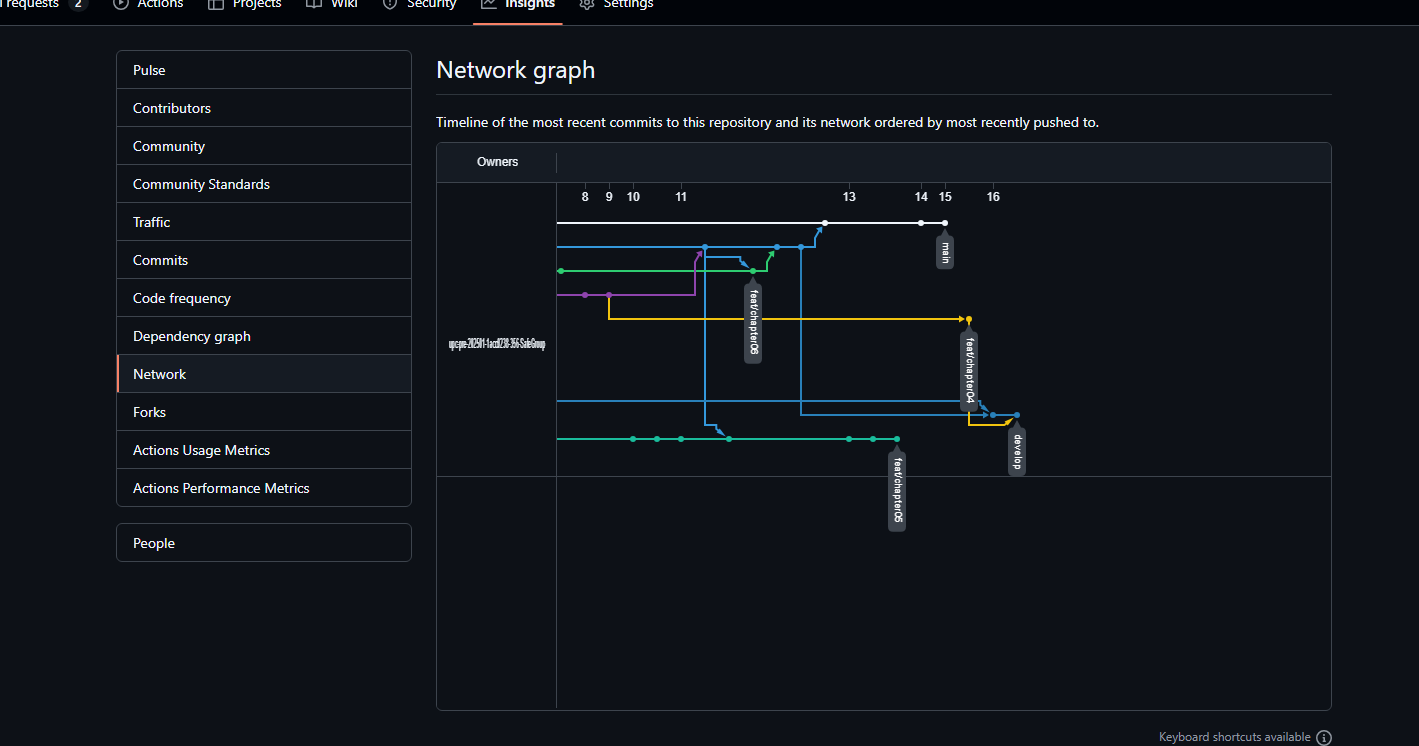 requests 2 Actions Projects Wiki Security Insights Settings
Pulse
Contributors
Community
Community Standards
Traffic
Commits
Code frequency
Dependency graph
Network
Forks
Actions Usage Metrics
Actions Performance Metrics
People
Network graph
Timeline of the most recent commits to this repository and its network ordered by most recently pushed to.
Owners
8 9 10 11 13 14 15 16
main
feat/chapter06
feat/chapter04
develop
feat/chapter05
Keyboard shortcuts available